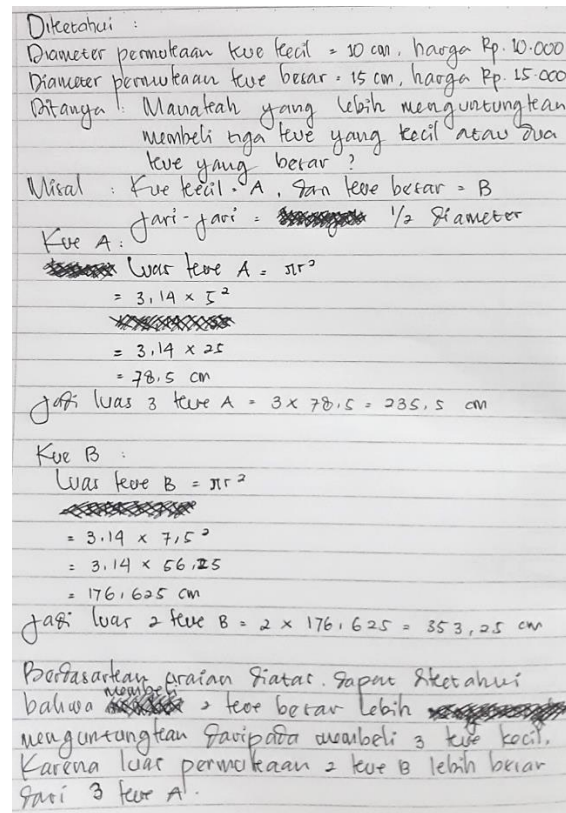 Diketahui :
Diameter permukaan kue kecil = 10 cm, harga Rp. 10.000
Diameter permukaan kue besar = 15 cm, harga Rp. 15.000
Ditanya : Manakah yang lebih menguntungkan
membeli tiga kue yang kecil atau dua
kue yang besar ?
Misal : Kue kecil = A, dan kue besar = B
Jari-jari = 1/2 diameter
Kue A :
Luas kue A = πr²
= 3,14 × 5²
= 3,14 × 25
= 78,5 cm
Jadi luas 3 kue A = 3 × 78,5 = 235,5 cm
Kue B :
Luas kue B = πr²
= 3.14 × 7,5²
= 3,14 × 56,25
= 176,625 cm
Jadi luas 2 kue B = 2 × 176,625 = 353,25 cm
Berdasarkan uraian diatas. dapat diketahui
bahwa membeli 2 kue besar lebih
menguntungkan daripada membeli 3 kue kecil.
Karena luas permukaan 2 kue B lebih besar
dari 3 kue A.